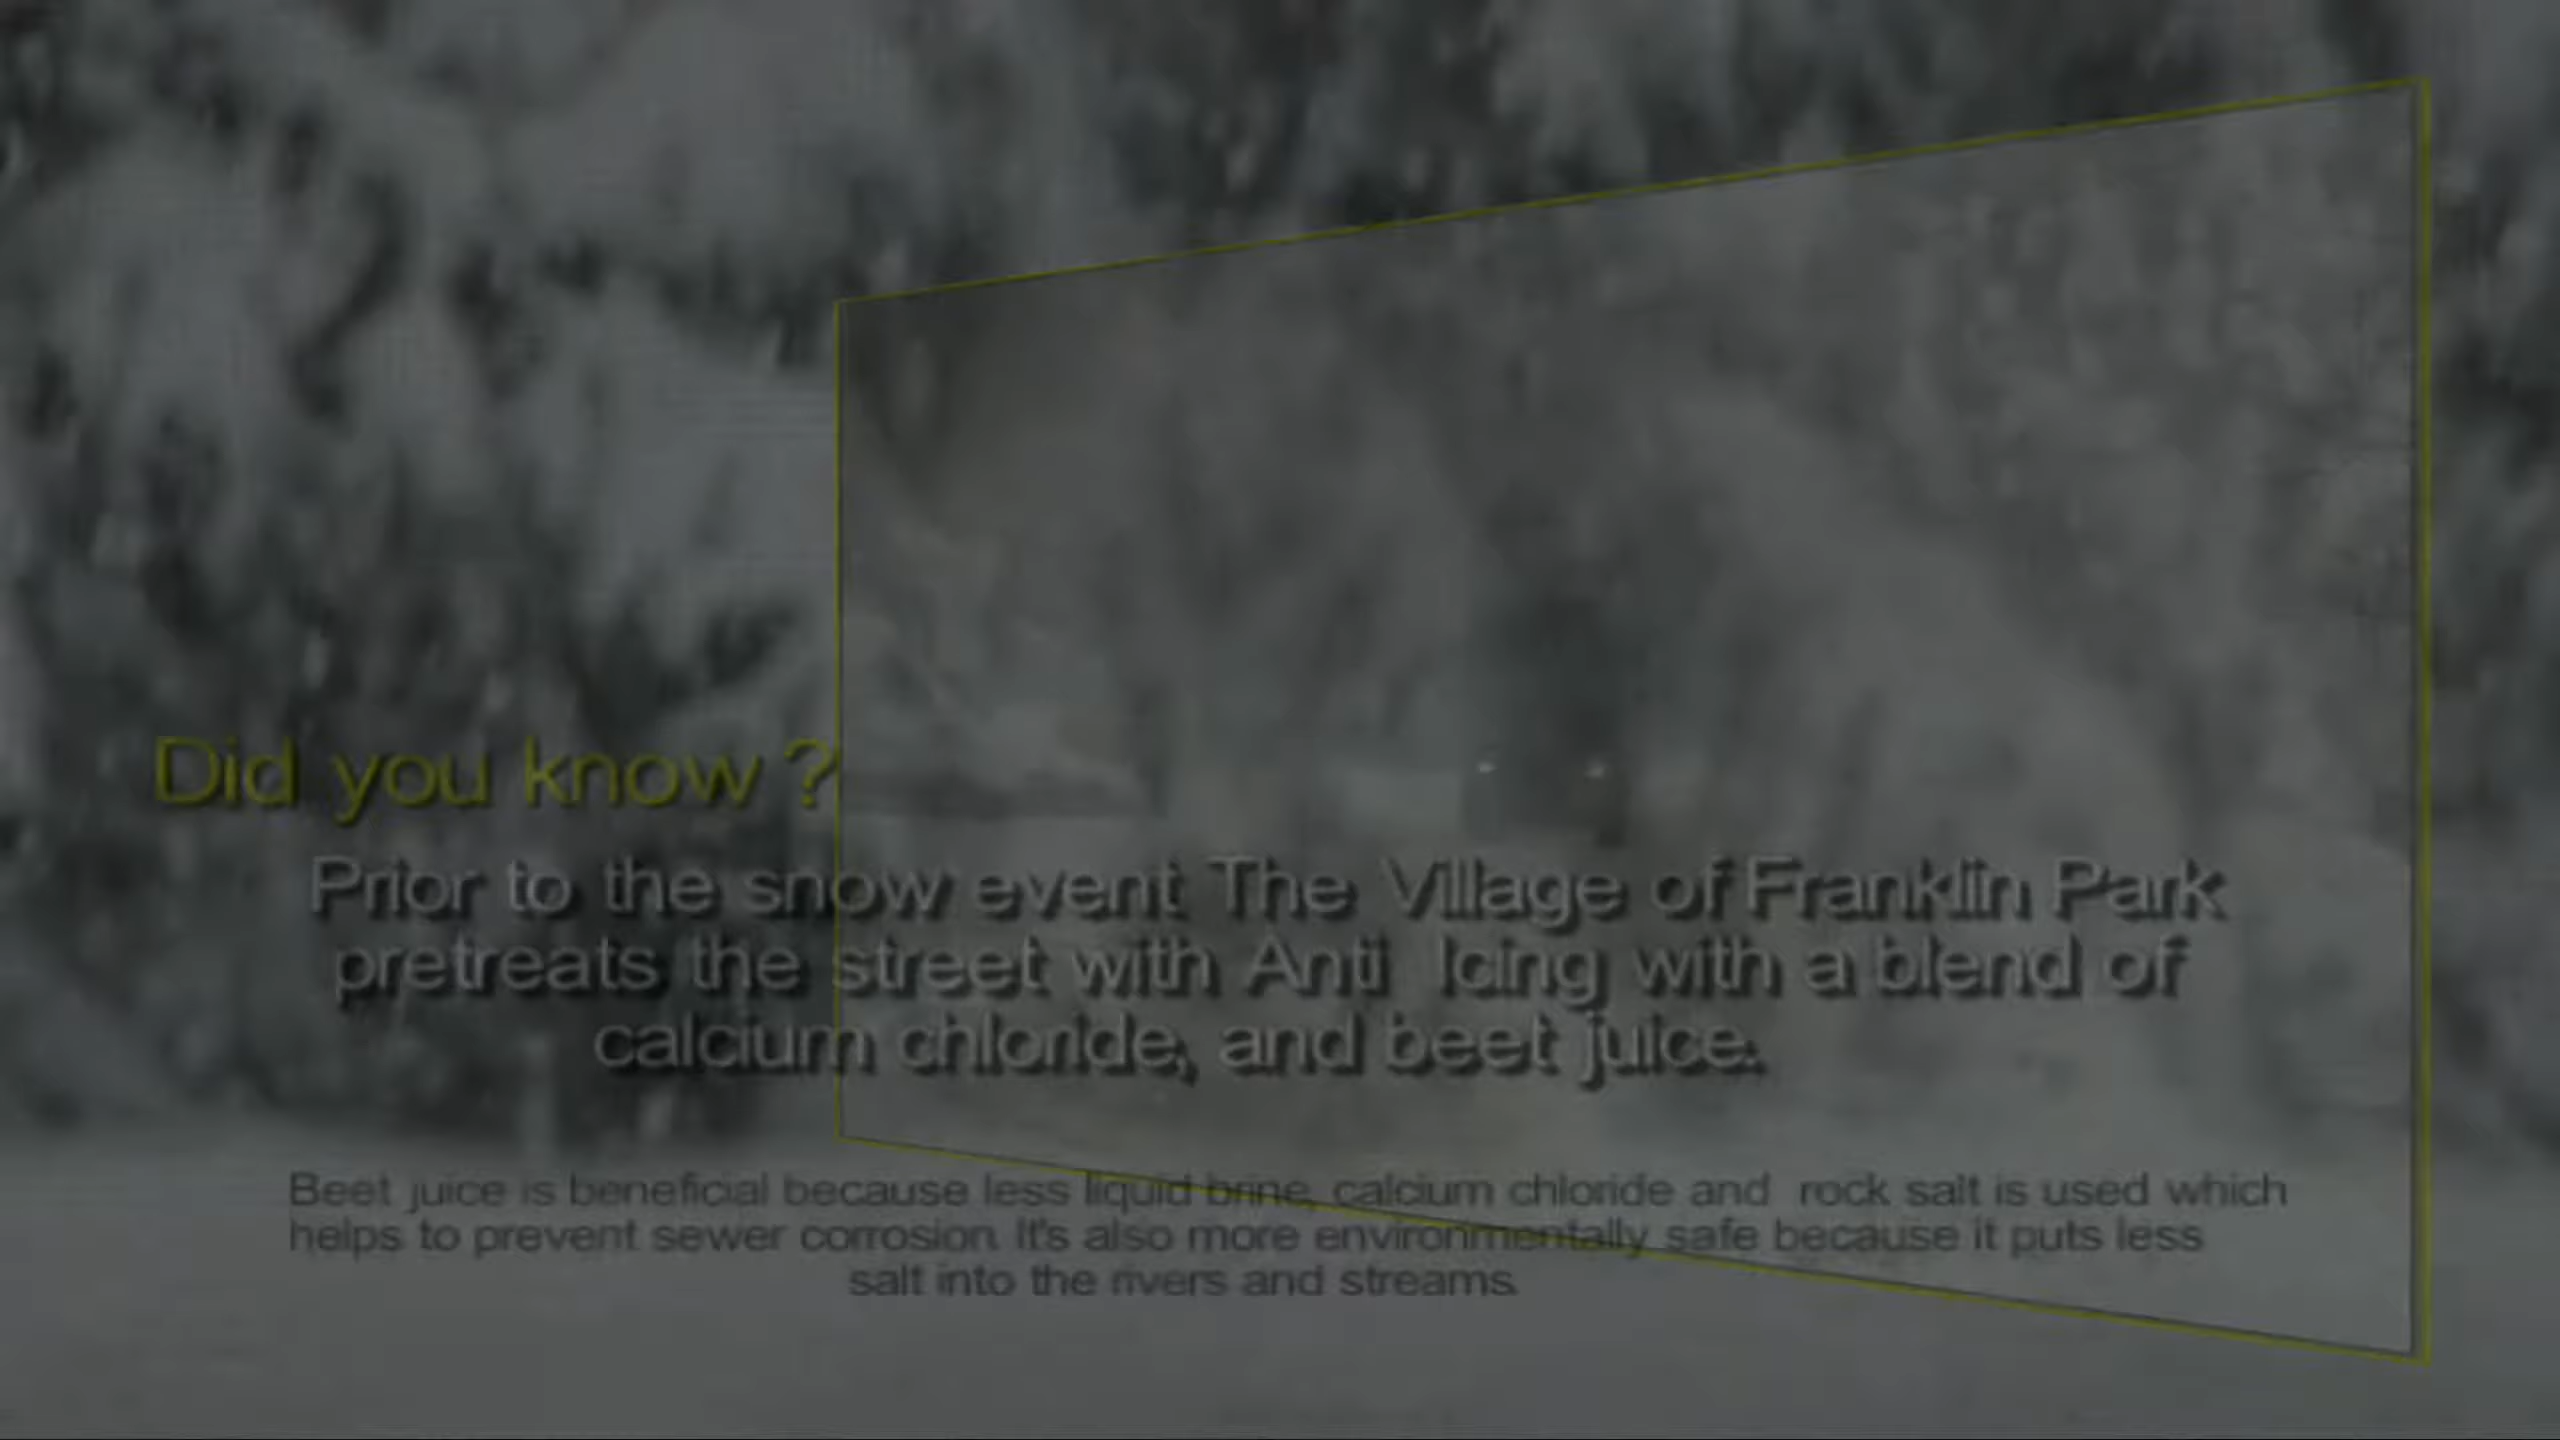 Did you know ?
Prior to the snow event The Village of Franklin Park
pretreats the street with Anti Icing with a blend of
calcium chloride, and beet juice.
Beet juice is beneficial because less liquid brine, calcium chloride and rock salt is used which
helps to prevent sewer corrosion. It's also more environmentally safe because it puts less
salt into the rivers and streams.